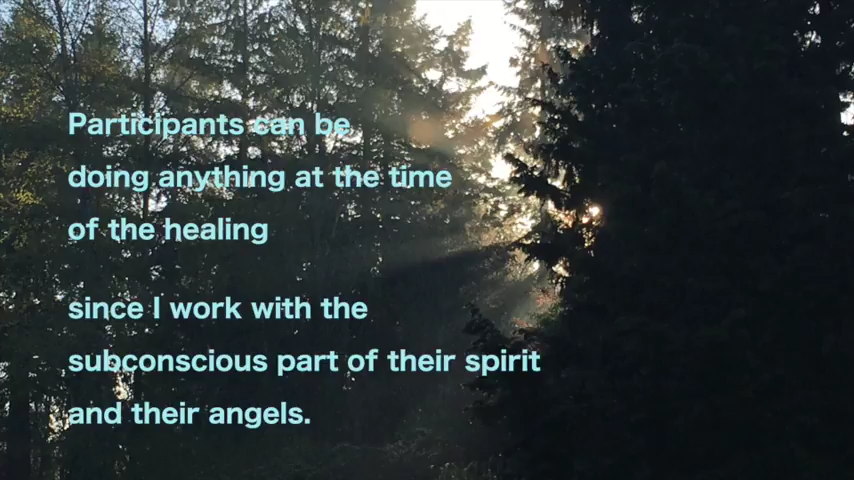 Participants can be
doing anything at the time
of the healing
since I work with the
subconscious part of their spirit
and their angels.